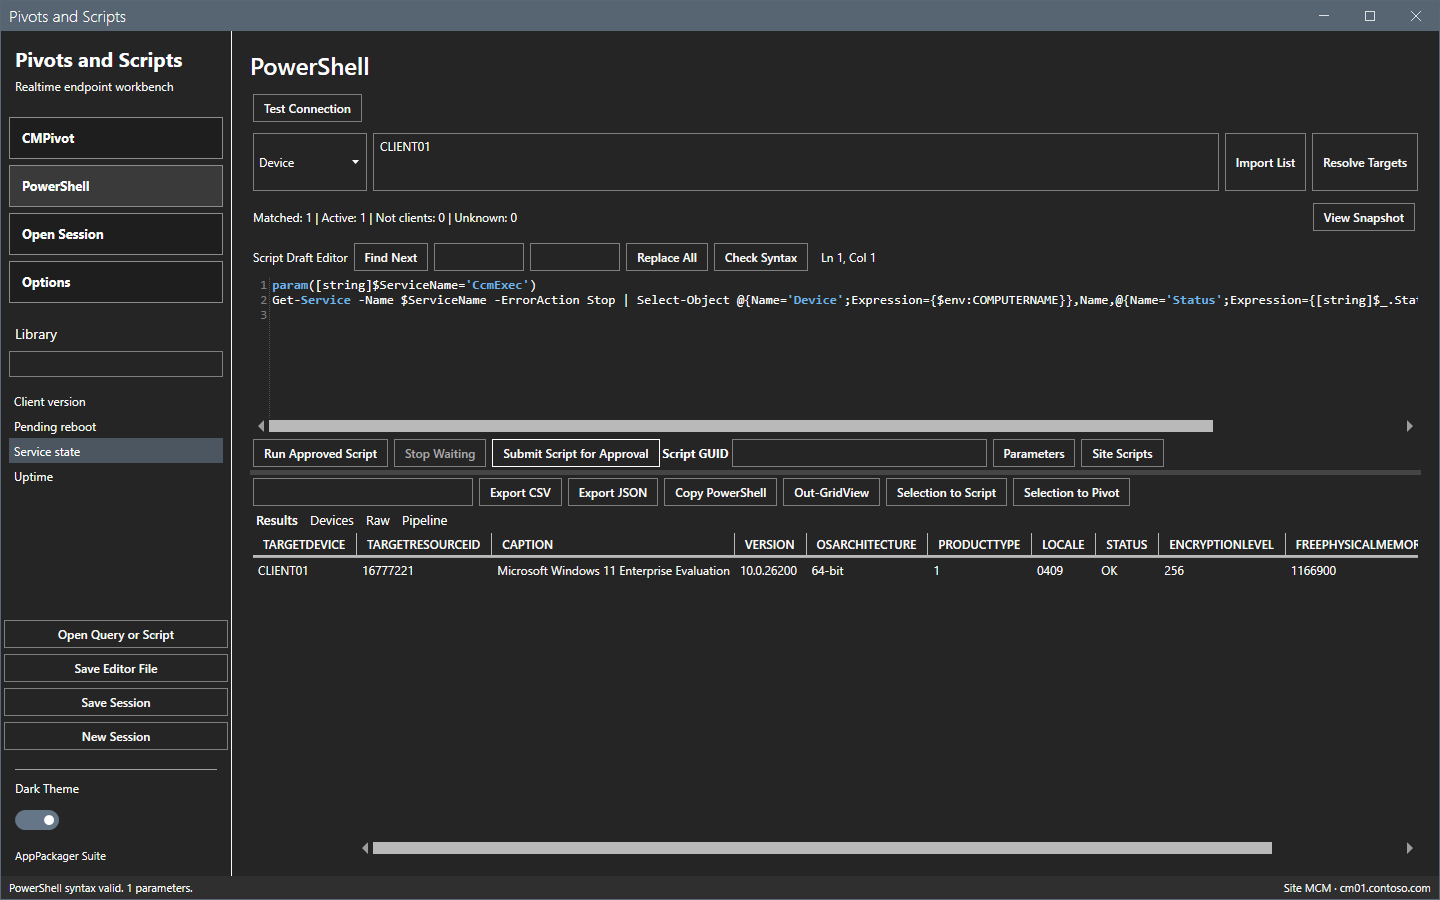 Pivots and Scripts
Pivots and Scripts
Realtime endpoint workbench
CMPivot
PowerShell
Open Session
Options
Library
Client version
Pending reboot
Service state
Uptime
Open Query or Script
Save Editor File
Save Session
New Session
Dark Theme
AppPackager Suite
PowerShell
Test Connection
Device
CLIENT01
Import List
Resolve Targets
Matched: 1 | Active: 1 | Not clients: 0 | Unknown: 0
View Snapshot
Script Draft Editor
Find Next
Replace All
Check Syntax
Ln 1, Col 1
1 param([string]$ServiceName='CcmExec')
2 Get-Service -Name $ServiceName -ErrorAction Stop | Select-Object @{Name='Device';Expression={$env:COMPUTERNAME}},Name,@{Name='Status';Expression={[string]$_.Stat
3
Run Approved Script
Stop Waiting
Submit Script for Approval
Script GUID
Parameters
Site Scripts
Export CSV
Export JSON
Copy PowerShell
Out-GridView
Selection to Script
Selection to Pivot
Results Devices Raw Pipeline
TARGETDEVICE TARGETRESOURCEID CAPTION VERSION OSARCHITECTURE PRODUCTTYPE LOCALE STATUS ENCRYPTIONLEVEL FREEPHYSICALMEMOR
CLIENT01 16777221 Microsoft Windows 11 Enterprise Evaluation 10.0.26200 64-bit 1 0409 OK 256 1166900
PowerShell syntax valid. 1 parameters.
Site MCM · cm01.contoso.com